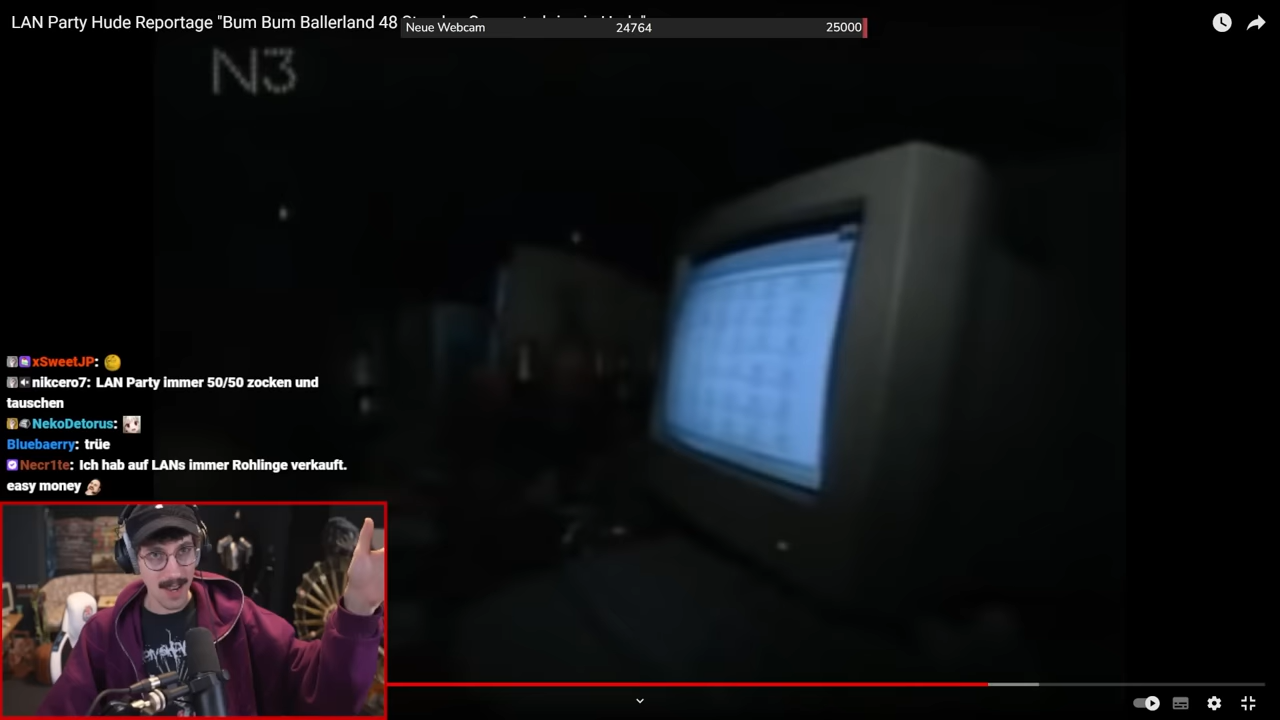 LAN Party Hude Reportage "Bum Bum Ballerland 48
Neue Webcam 24764 25000
N3
xSweetJP:
nikcero7: LAN Party immer 50/50 zocken und
tauschen
NekoDetorus:
Bluebaerry: trüe
Necr1te: Ich hab auf LANs immer Rohlinge verkauft.
easy money